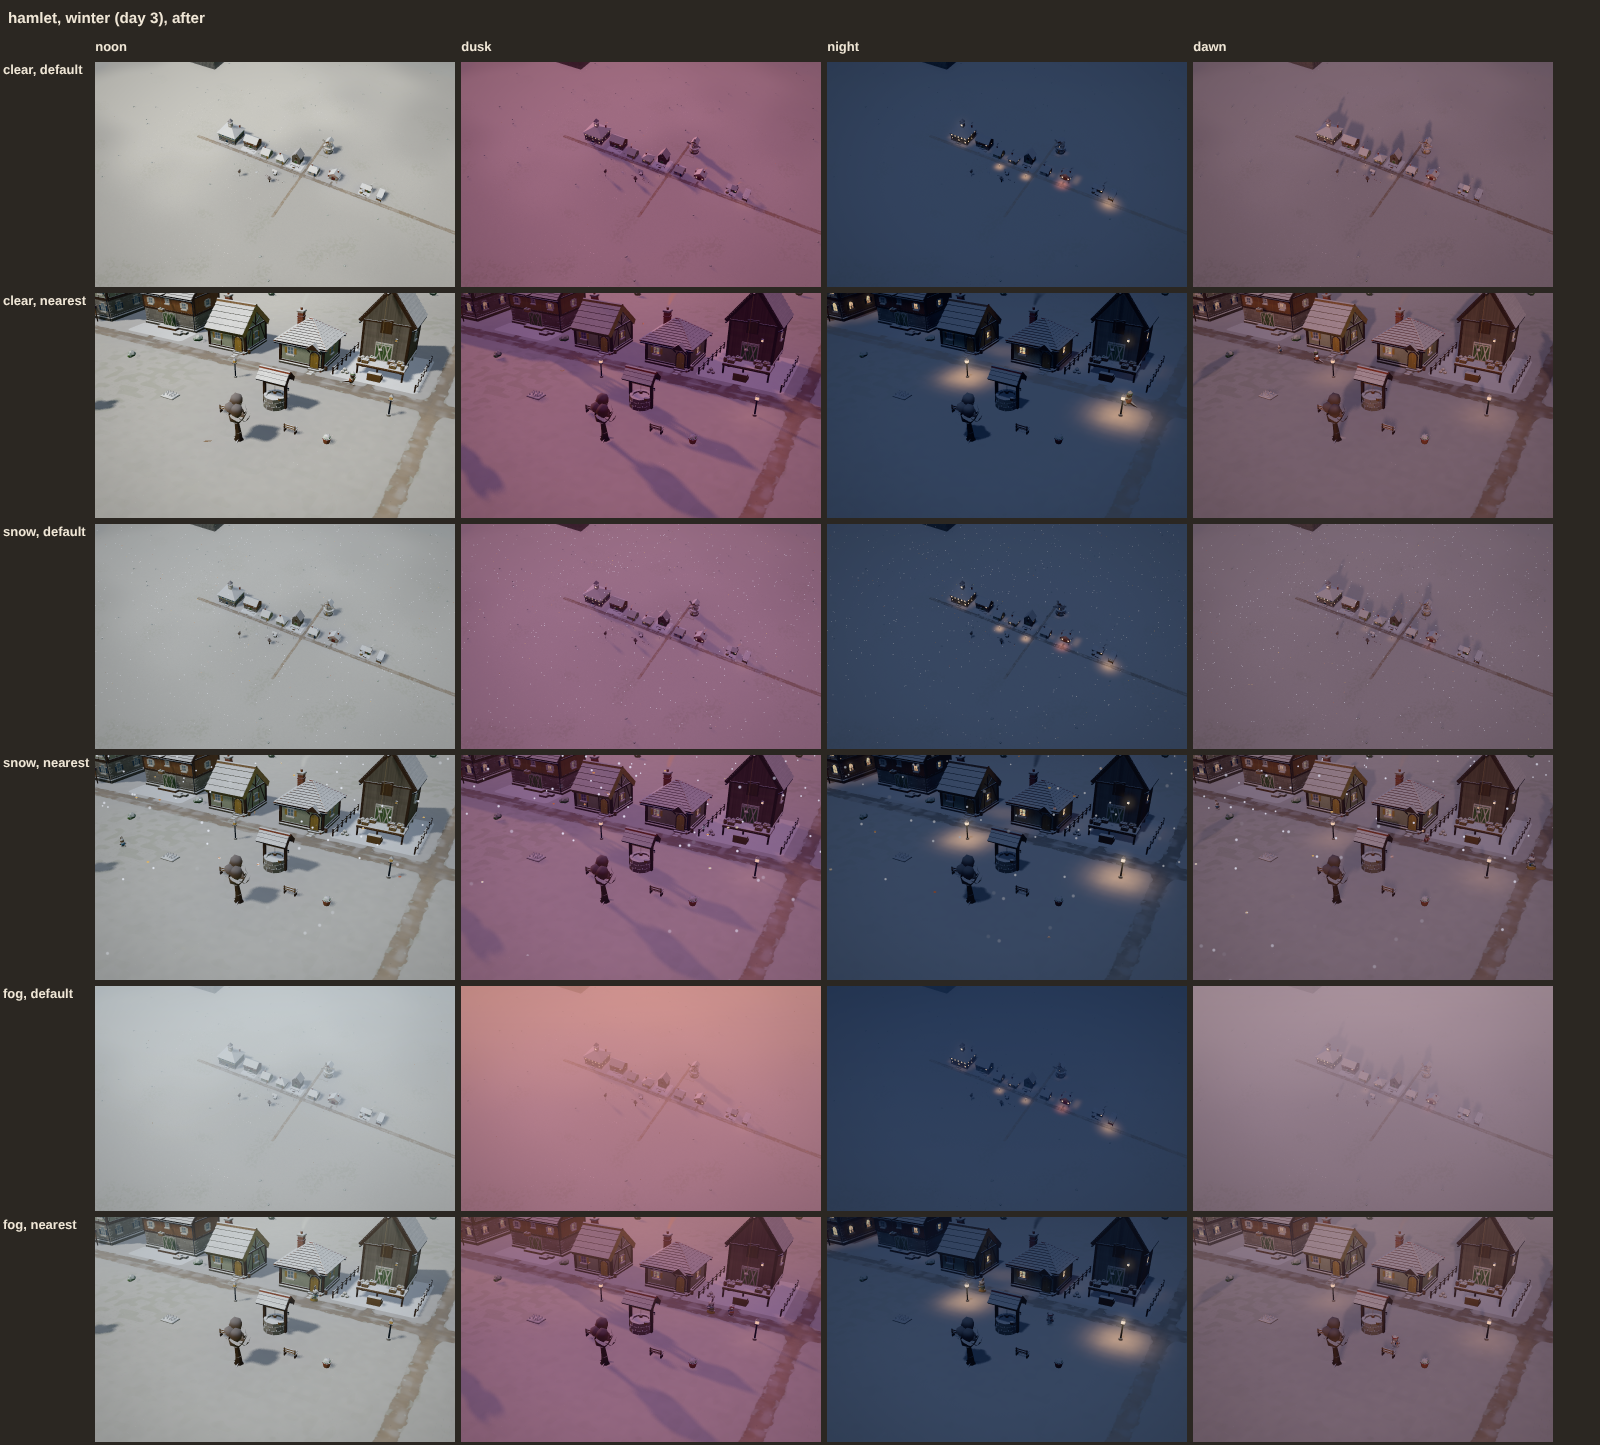 hamlet, winter (day 3), after
noon dusk night dawn
clear, default
clear, nearest
snow, default
snow, nearest
fog, default
fog, nearest